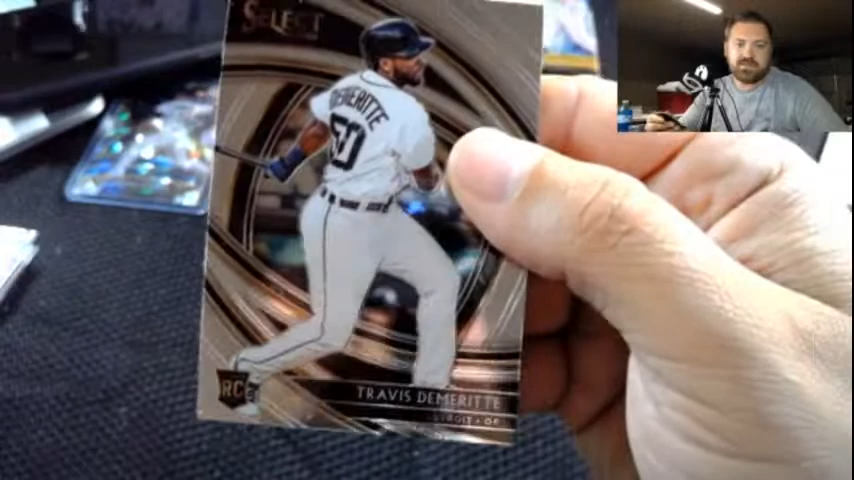 SELECT
DEMERITTE
50
RC
TRAVIS DEMERITTE
DETROIT • OF